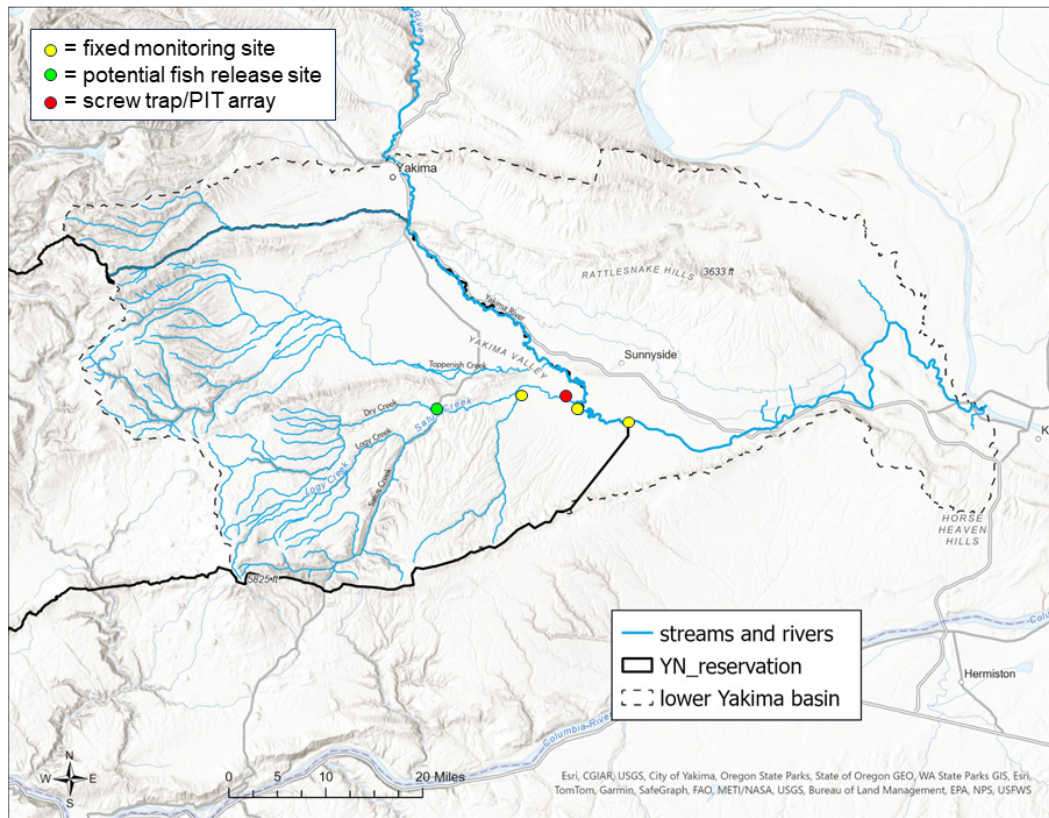 = fixed monitoring site
= potential fish release site
= screw trap/PIT array
River
Yakima
RATTLESNAKE HILLS 3633 ft
Yakima River
YAKIMA VALLEY
Sunnyside
Toppenish Creek
Dry Creek
Satus Creek
Logy Creek
Logy Creek
Satus Creek
K
HORSE
HEAVEN
HILLS
5825 ft
streams and rivers
YN_reservation
lower Yakima basin
Hermiston
Columbia River
Colu
N
W E
S
0 5 10 20 Miles
Esri, CGIAR, USGS, City of Yakima, Oregon State Parks, State of Oregon GEO, WA State Parks GIS, Esri,
TomTom, Garmin, SafeGraph, FAO, METI/NASA, USGS, Bureau of Land Management, EPA, NPS, USFWS